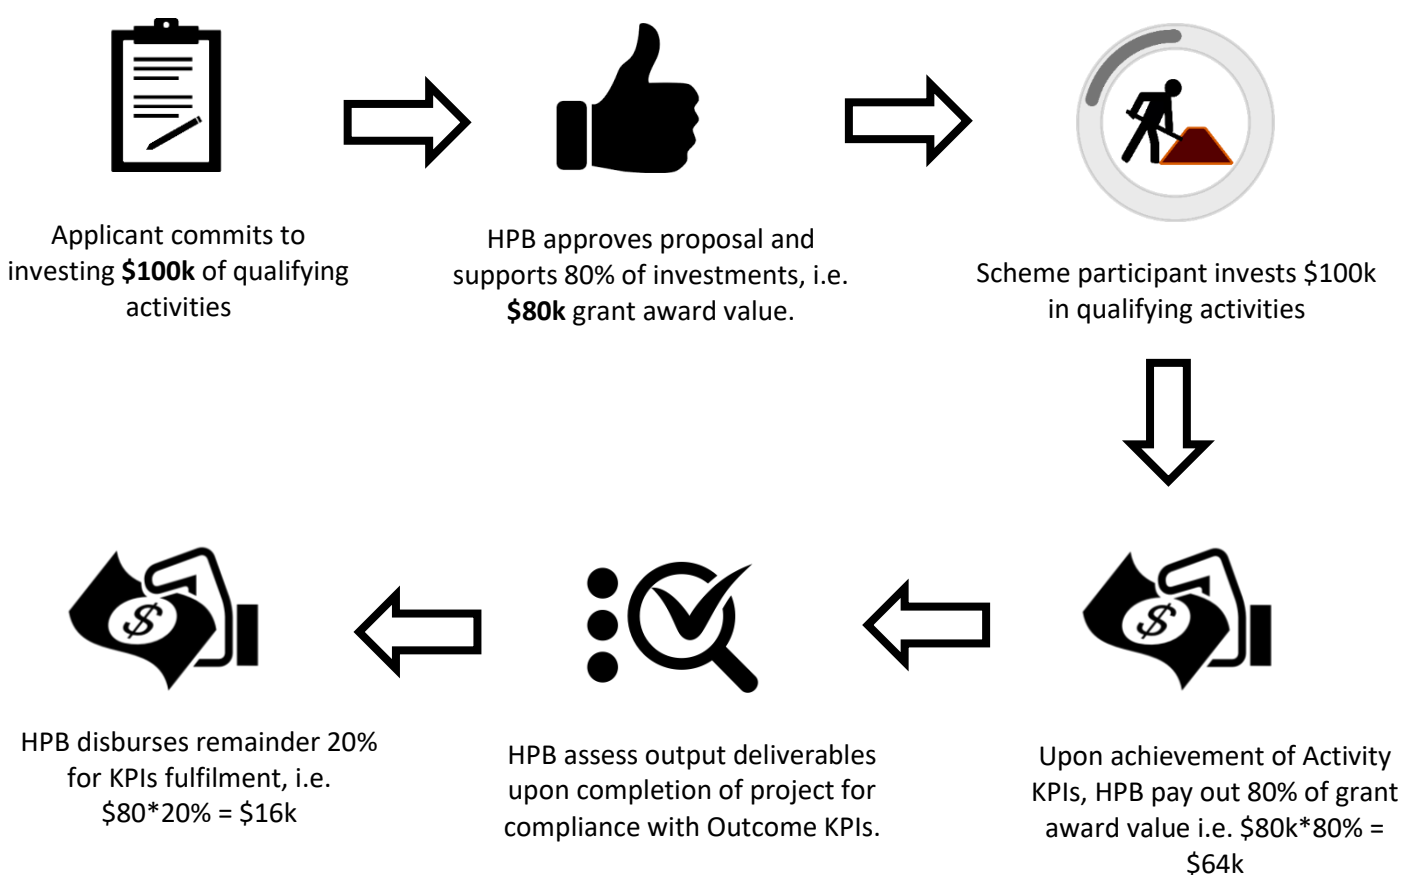 Applicant commits to
investing $100k of qualifying
activities
HPB approves proposal and
supports 80% of investments, i.e.
$80k grant award value.
Scheme participant invests $100k
in qualifying activities
Upon achievement of Activity
KPIs, HPB pay out 80% of grant
award value i.e. $80k*80% =
$64k
HPB assess output deliverables
upon completion of project for
compliance with Outcome KPIs.
HPB disburses remainder 20%
for KPIs fulfilment, i.e.
$80*20% = $16k